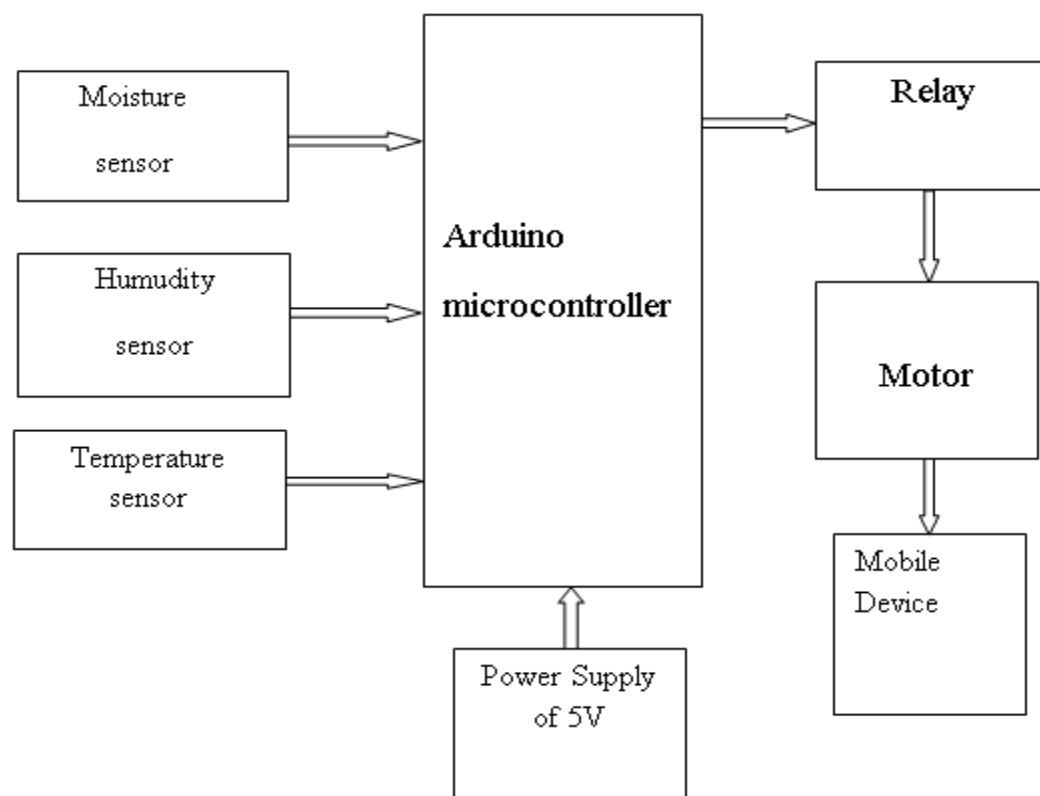 Moisture
sensor
Humudity
sensor
Temperature
sensor
Arduino
microcontroller
Power Supply
of 5V
Relay
Motor
Mobile
Device